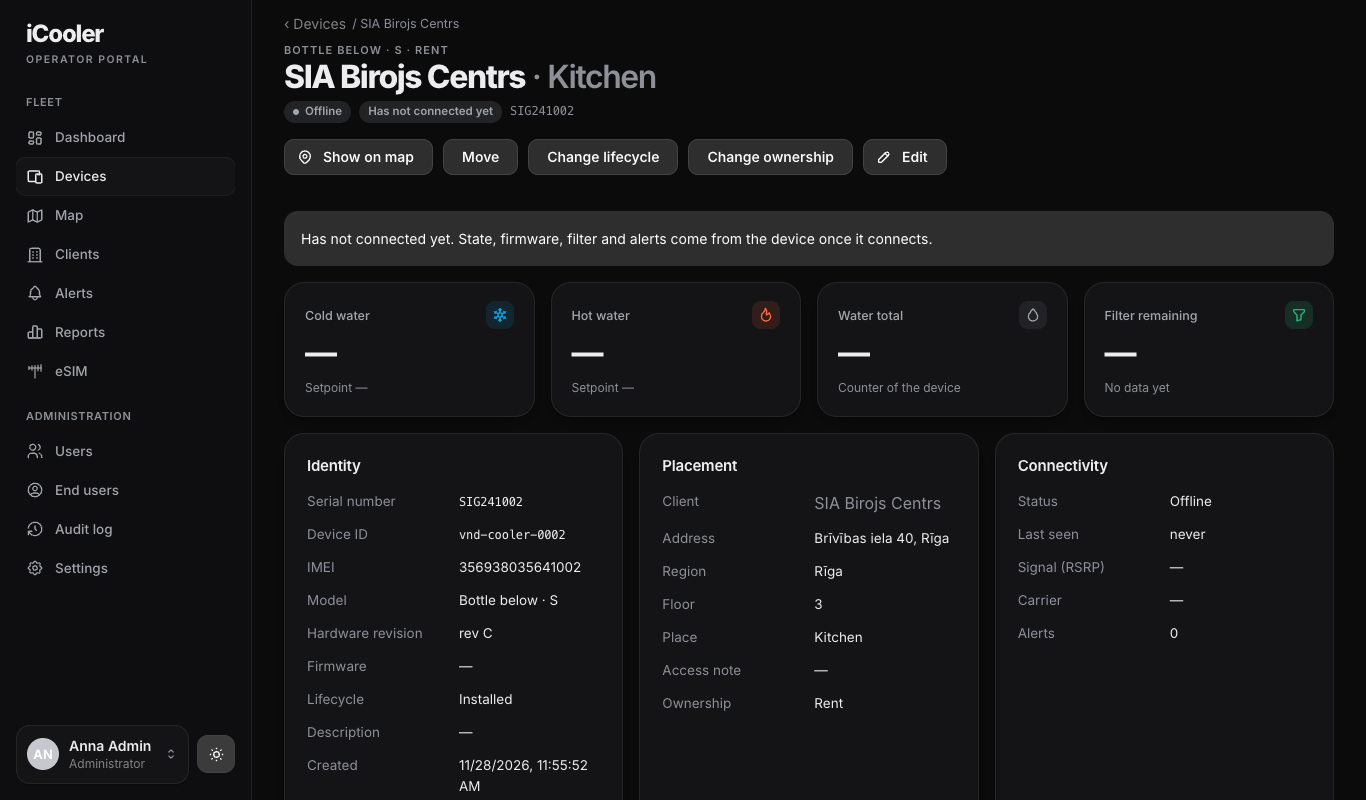 iCooler
OPERATOR PORTAL
FLEET
Dashboard
Devices
Map
Clients
Alerts
Reports
eSIM
ADMINISTRATION
Users
End users
Audit log
Settings
AN
Anna Admin
Administrator
‹ Devices / SIA Birojs Centrs
BOTTLE BELOW · S · RENT
SIA Birojs Centrs · Kitchen
Offline
Has not connected yet
SIG241002
Show on map
Move
Change lifecycle
Change ownership
Edit
Has not connected yet. State, firmware, filter and alerts come from the device once it connects.
Cold water
—
Setpoint —
Hot water
—
Setpoint —
Water total
—
Counter of the device
Filter remaining
—
No data yet
Identity
Serial number SIG241002
Device ID vnd-cooler-0002
IMEI 356938035641002
Model Bottle below · S
Hardware revision rev C
Firmware —
Lifecycle Installed
Description —
Created 11/28/2026, 11:55:52
AM
Placement
Client SIA Birojs Centrs
Address Brīvības iela 40, Rīga
Region Rīga
Floor 3
Place Kitchen
Access note —
Ownership Rent
Connectivity
Status Offline
Last seen never
Signal (RSRP) —
Carrier —
Alerts 0